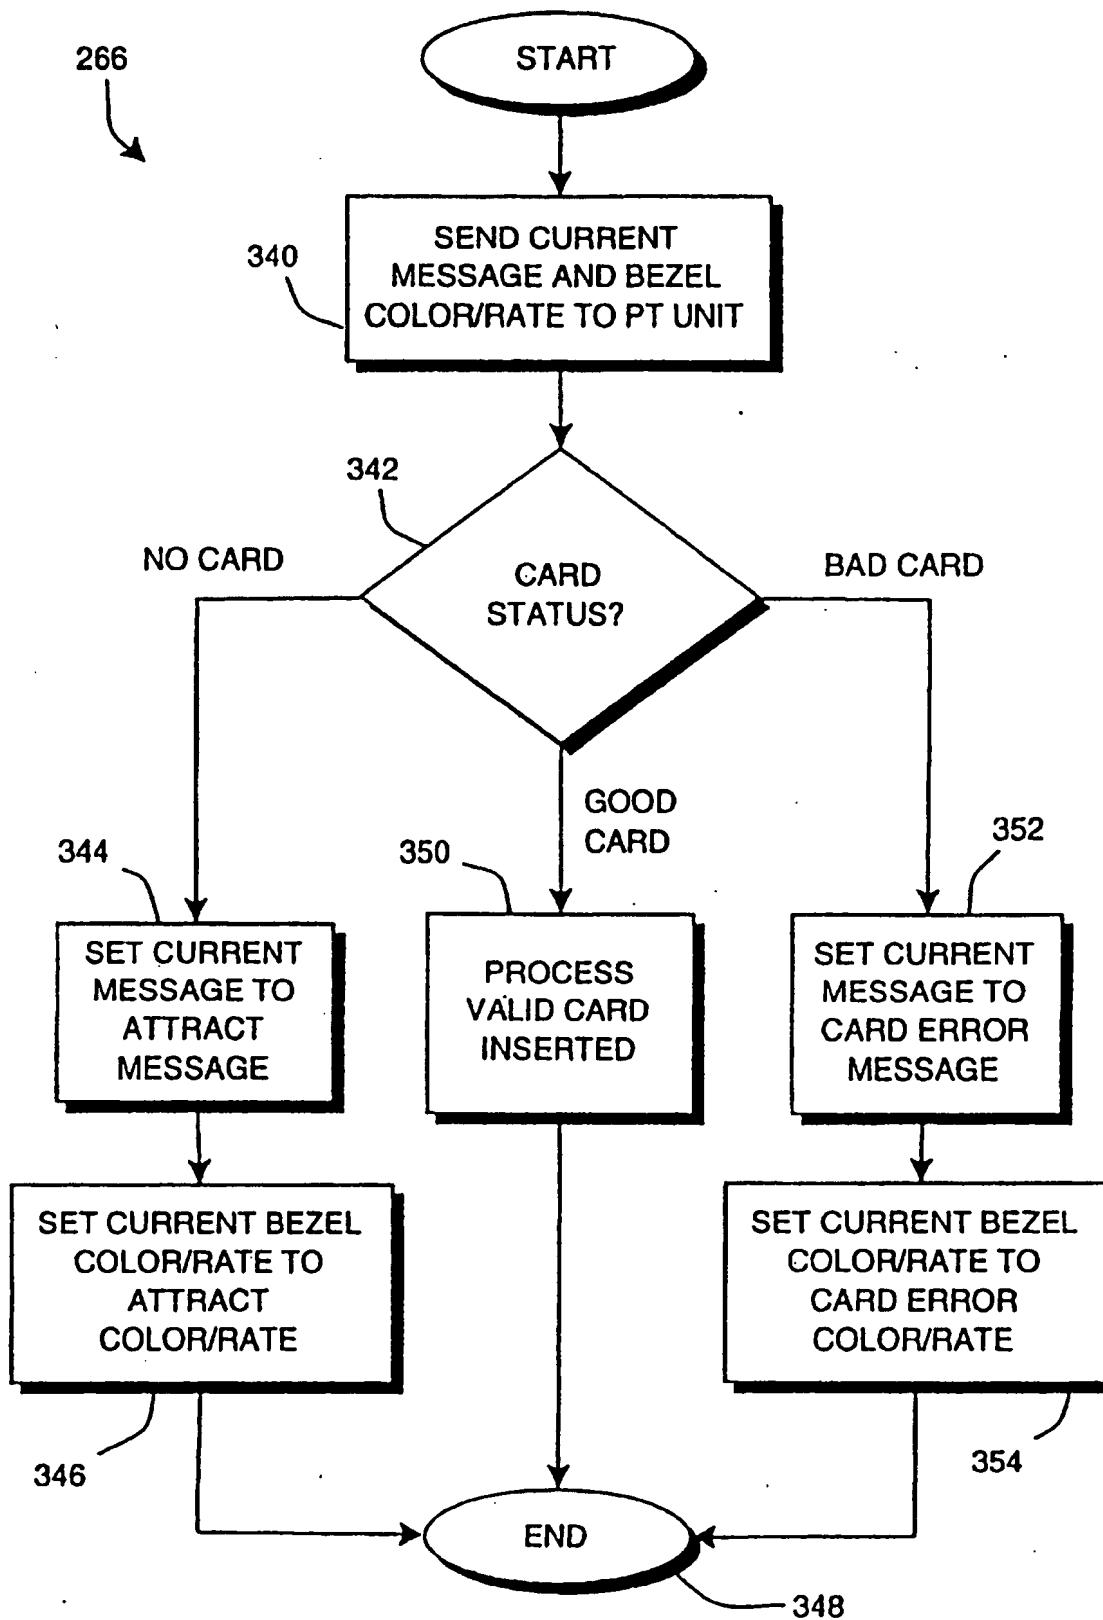 266
START
340
SEND CURRENT
MESSAGE AND BEZEL
COLOR/RATE TO PT UNIT
342
NO CARD
CARD
STATUS?
BAD CARD
GOOD
CARD
344
SET CURRENT
MESSAGE TO
ATTRACT
MESSAGE
350
PROCESS
VALID CARD
INSERTED
352
SET CURRENT
MESSAGE TO
CARD ERROR
MESSAGE
SET CURRENT BEZEL
COLOR/RATE TO
ATTRACT
COLOR/RATE
346
SET CURRENT BEZEL
COLOR/RATE TO
CARD ERROR
COLOR/RATE
354
END
348